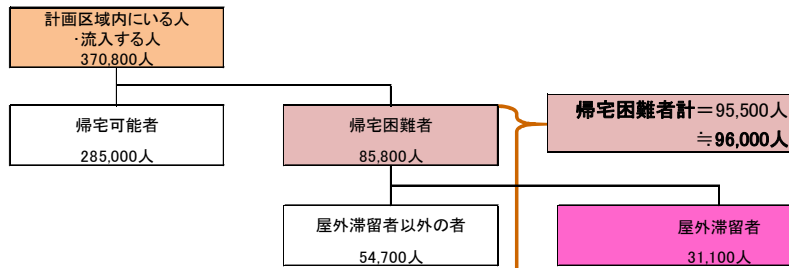 計画区域内にいる人
・流入する人
370,800人
帰宅可能者
285,000人
帰宅困難者
85,800人
帰宅困難者計＝95,500人
≒96,000人
屋外滞留者以外の者
54,700人
屋外滞留者
31,100人